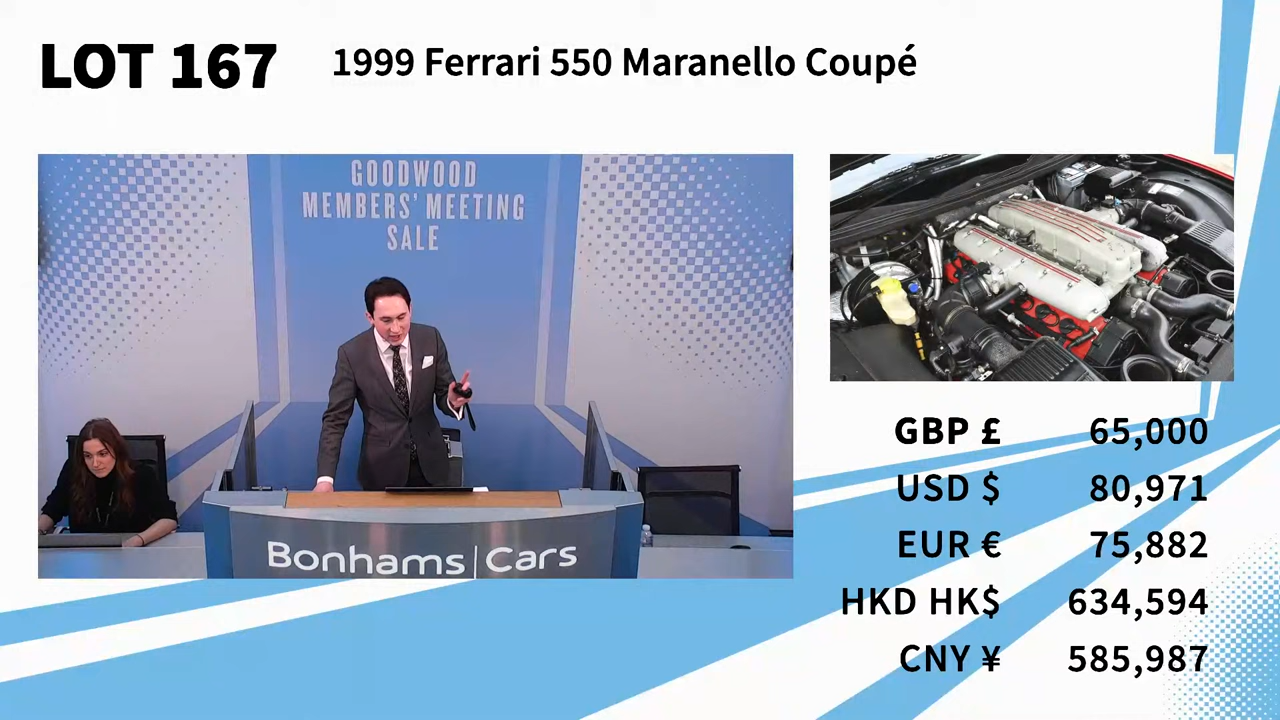 LOT 167
1999 Ferrari 550 Maranello Coupé
GOODWOOD
MEMBERS' MEETING
SALE
Bonhams|Cars
GBP £ 65,000
USD $ 80,971
EUR € 75,882
HKD HK$ 634,594
CNY ¥ 585,987